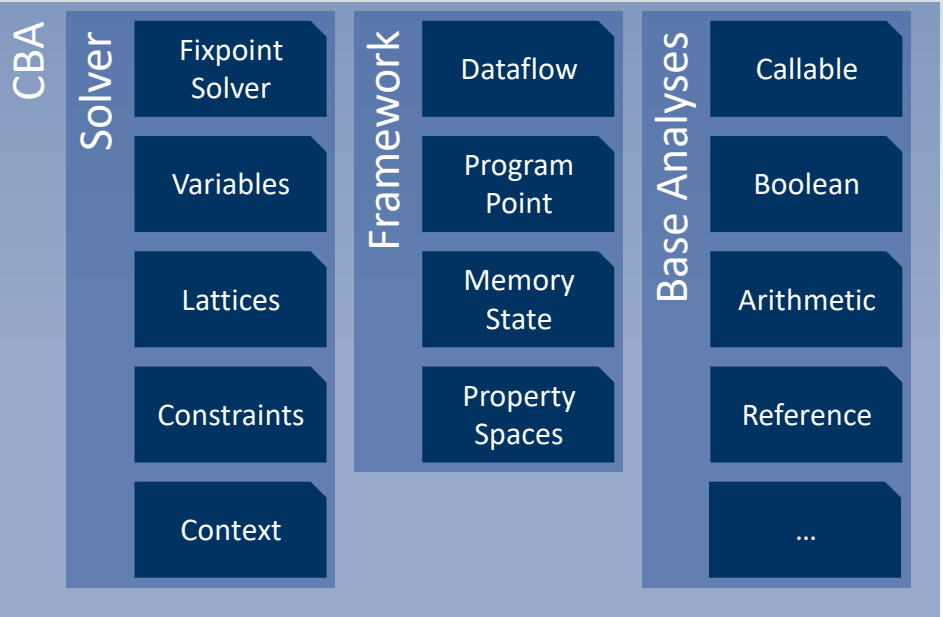 CBA
Solver
Fixpoint
Solver
Variables
Lattices
Constraints
Context
Framework
Dataflow
Program
Point
Memory
State
Property
Spaces
Base Analyses
Callable
Boolean
Arithmetic
Reference
...